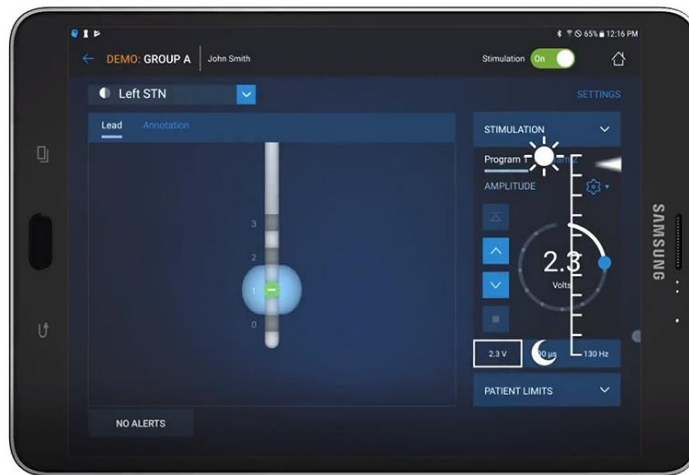 65% 12:16 PM
DEMO: GROUP A
John Smith
Stimulation On
Left STN
SETTINGS
Lead Annotation
STIMULATION
Program 1
AMPLITUDE
3
2
1
0
2.3
Volts
2.3 V
µs
130 Hz
PATIENT LIMITS
NO ALERTS
SAMSUNG